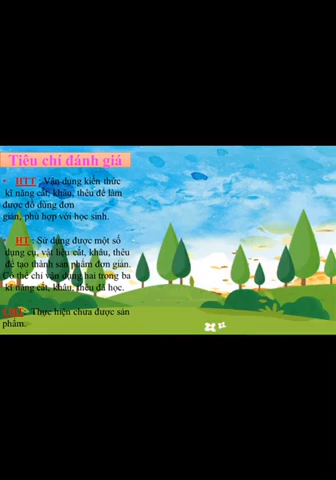 Tiêu chí đánh giá
• HTT : Vận dụng kiến thức
kĩ năng cắt, khâu, thêu để làm
được đồ dùng đơn
giản, phù hợp với học sinh.
• HT : Sử dụng được một số
dụng cụ, vật liệu cắt, khâu, thêu
để tạo thành sản phẩm đơn giản.
Có thể chỉ vận dụng hai trong ba
kĩ năng cắt, khâu, thêu đã học.
Thực hiện chưa được sản
phẩm.